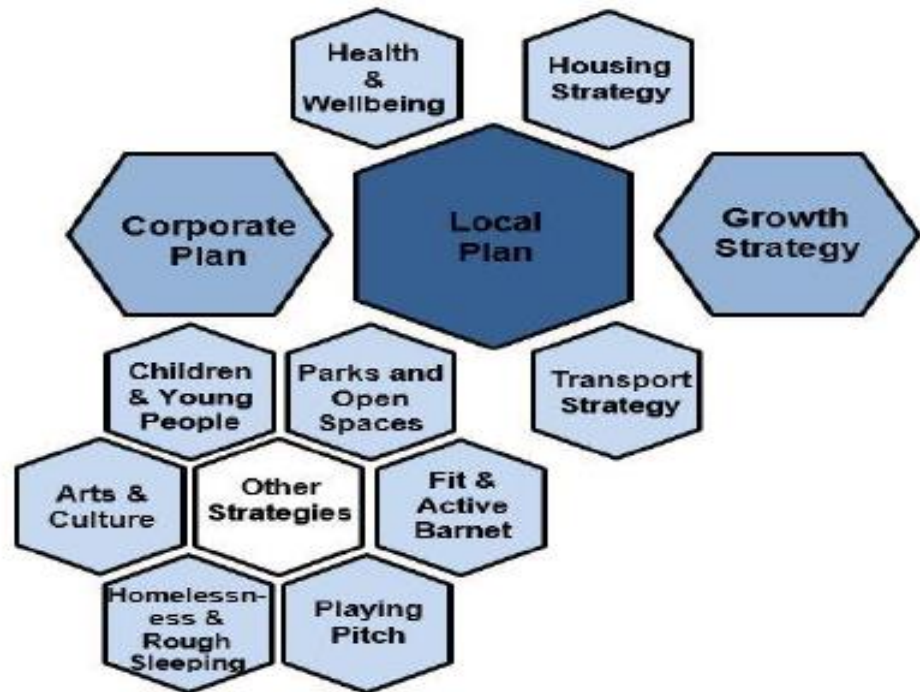 Health
&
Wellbeing
Housing
Strategy
Corporate
Plan
Local
Plan
Growth
Strategy
Children
& Young
People
Parks and
Open
Spaces
Transport
Strategy
Arts &
Culture
Other
Strategies
Fit &
Active
Barnet
Homelessn-
ess &
Rough
Sleeping
Playing
Pitch